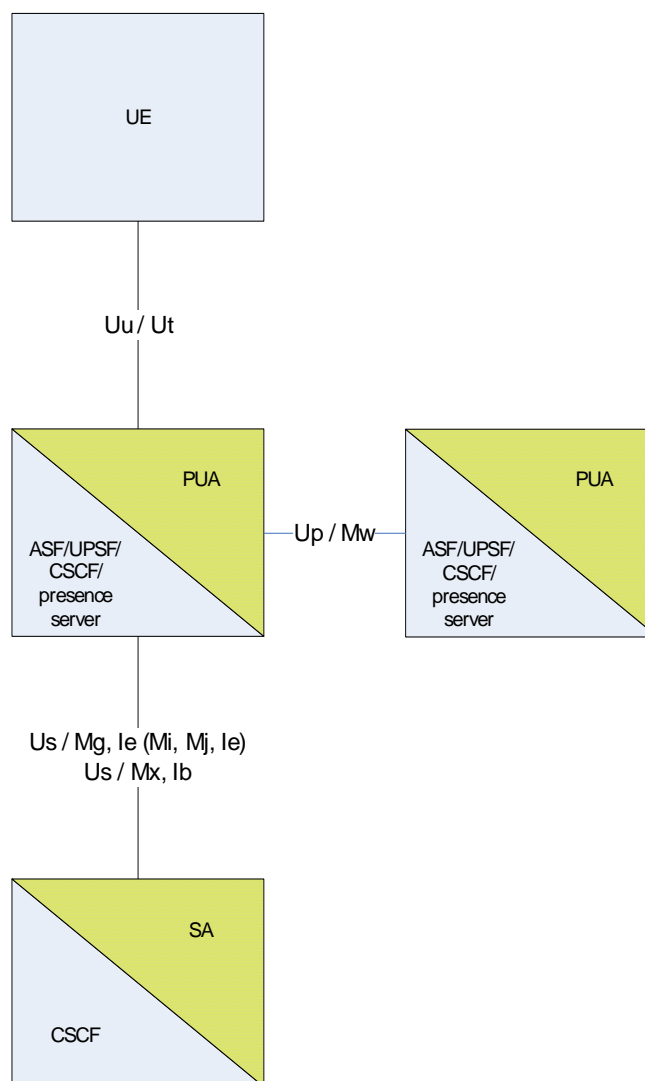 UE
Uu / Ut
PUA
ASF/UPSF/
CSCF/
presence
server
Up / Mw
PUA
ASF/UPSF/
CSCF/
presence
server
Us / Mg, Ie (Mi, Mj, Ie)
Us / Mx, Ib
SA
CSCF